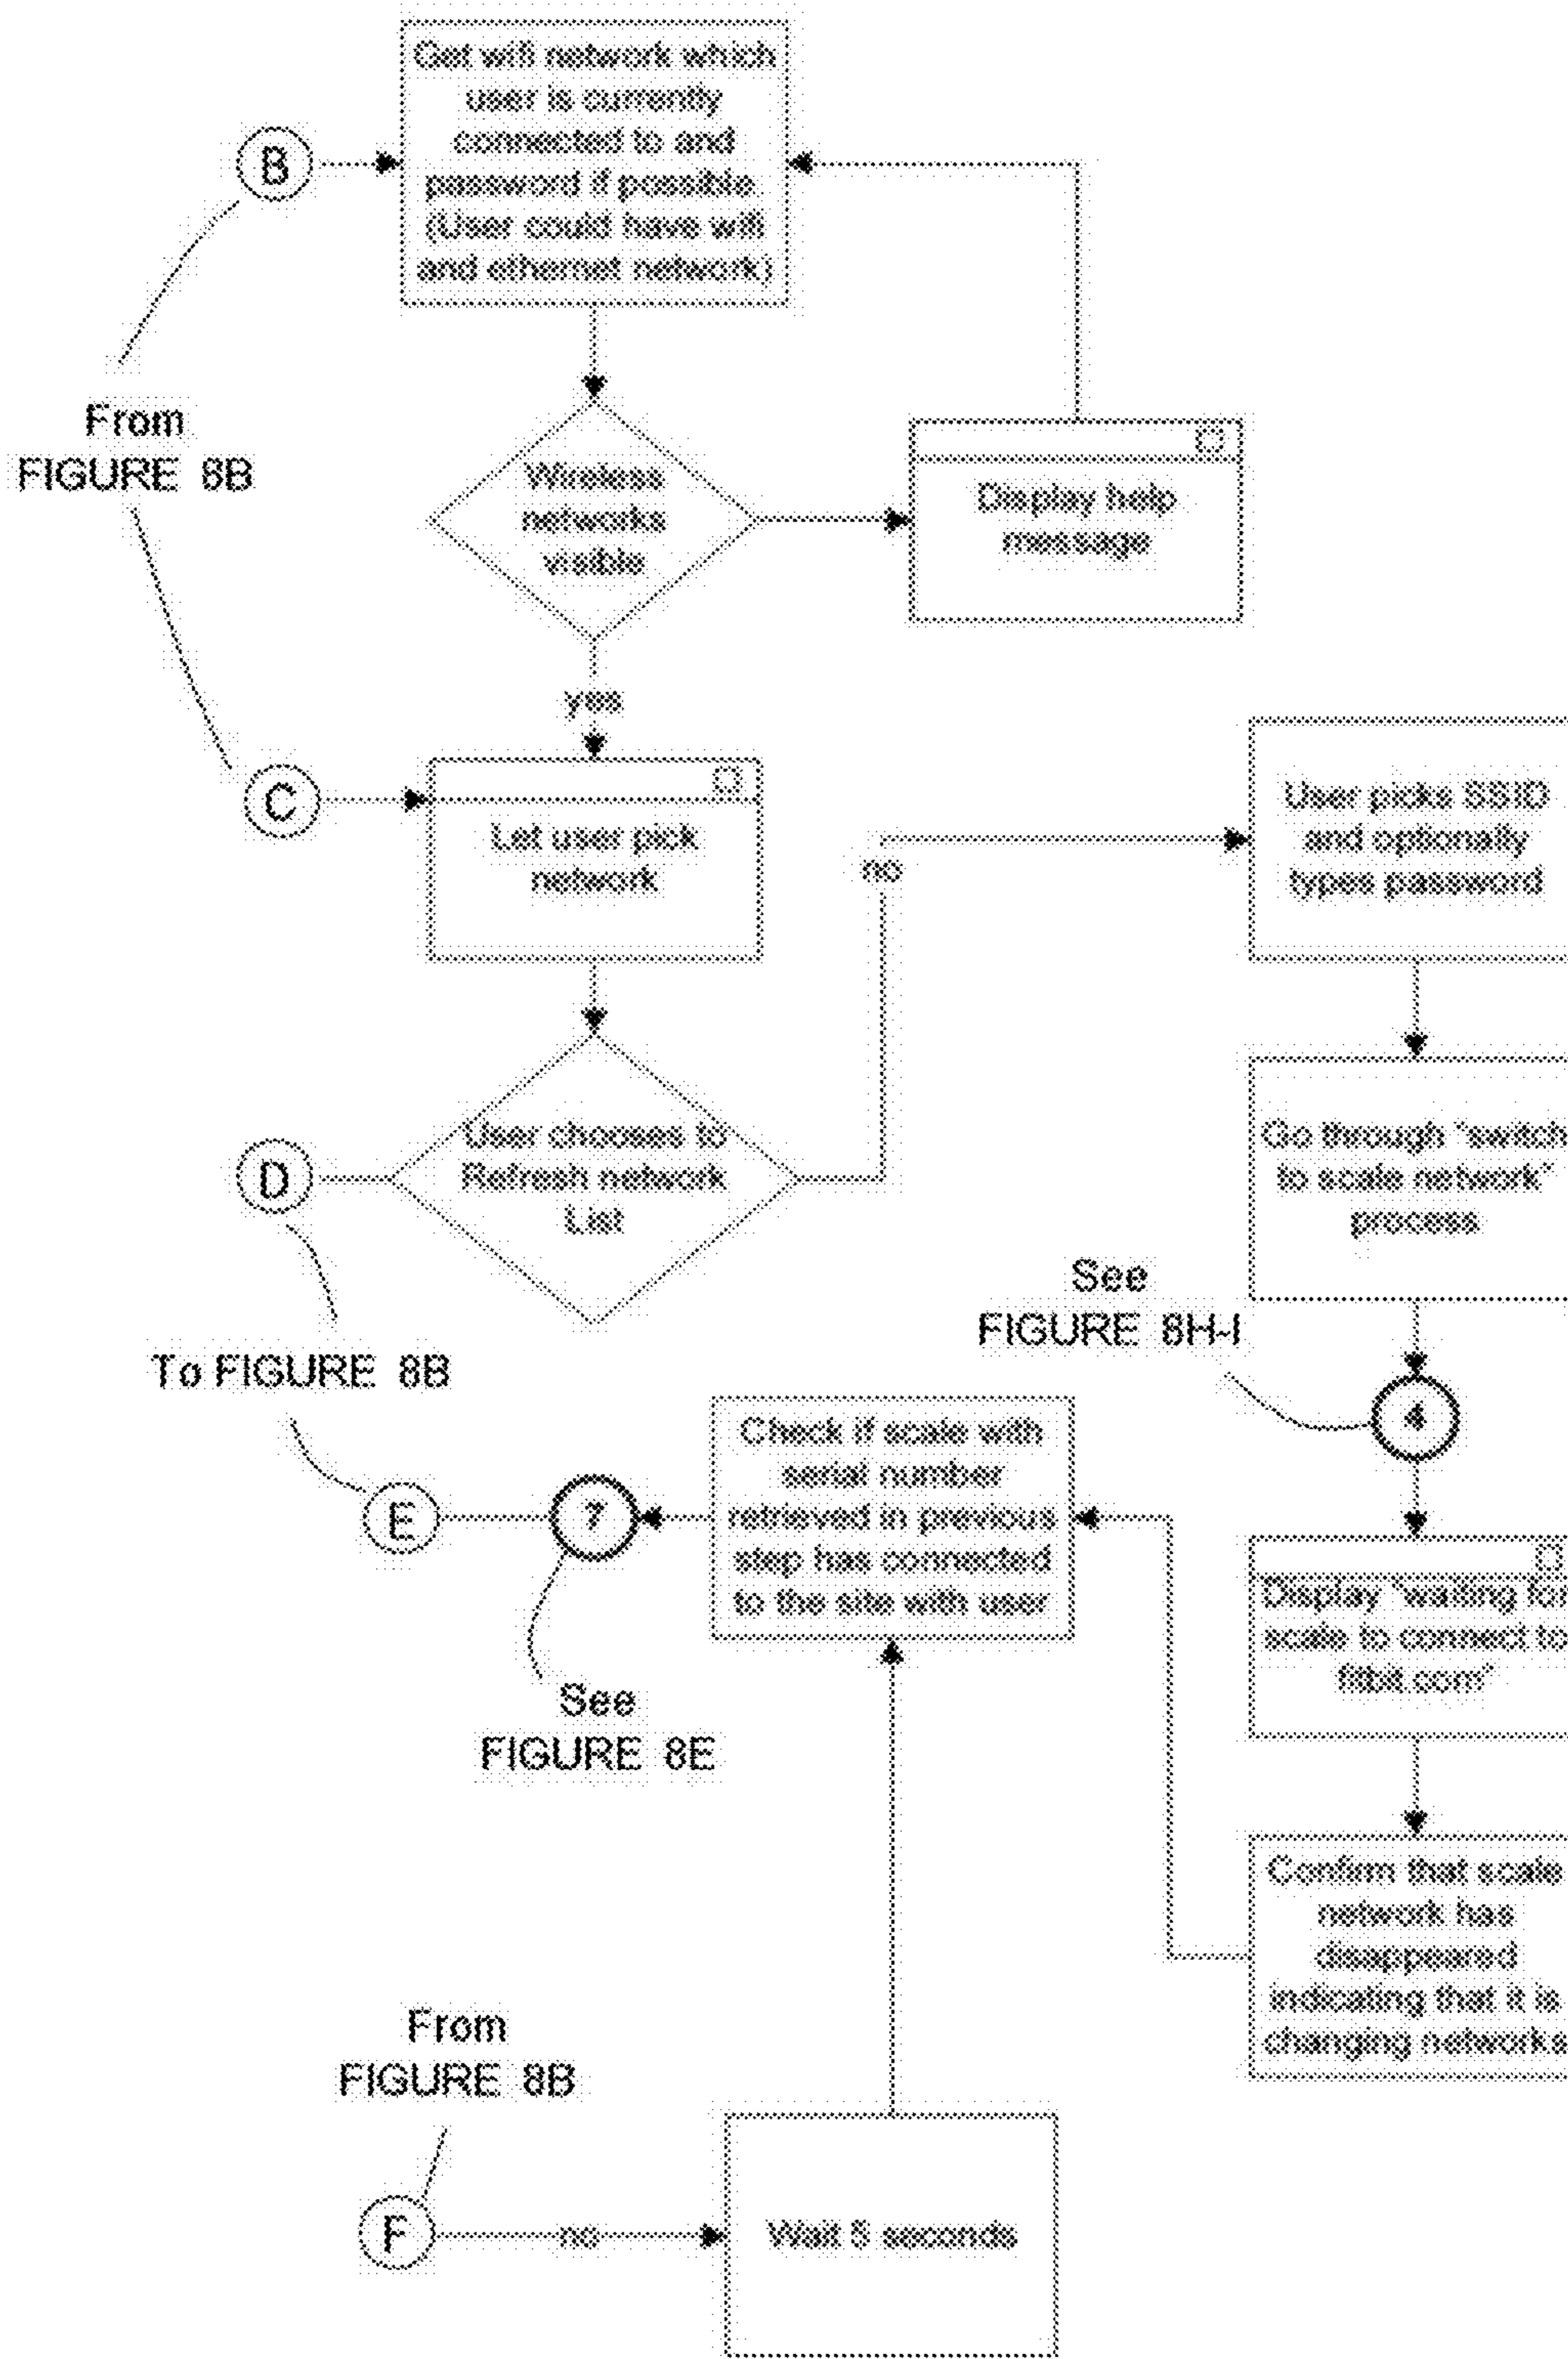 Get wifi network which
user is currently
connected to and
password if possible
(User could have wifi
and ethernet network)
B
From
FIGURE 8B
Wireless
networks
visible
Display help
message
yes
C
Let user pick
network
no
User picks SSID
and optionally
types password
User chooses to
Refresh network
List
D
Go through "switch
to scale network"
process
See
FIGURE 8H-I
To FIGURE 8B
4
Check if scale with
serial number
retrieved in previous
step has connected
to the site with user
7
E
Display "waiting for
scale to connect to
fitbit.com"
See
FIGURE 8E
Confirm that scale
network has
disappeared
indicating that it is
changing networks
From
FIGURE 8B
F
no
Wait 5 seconds